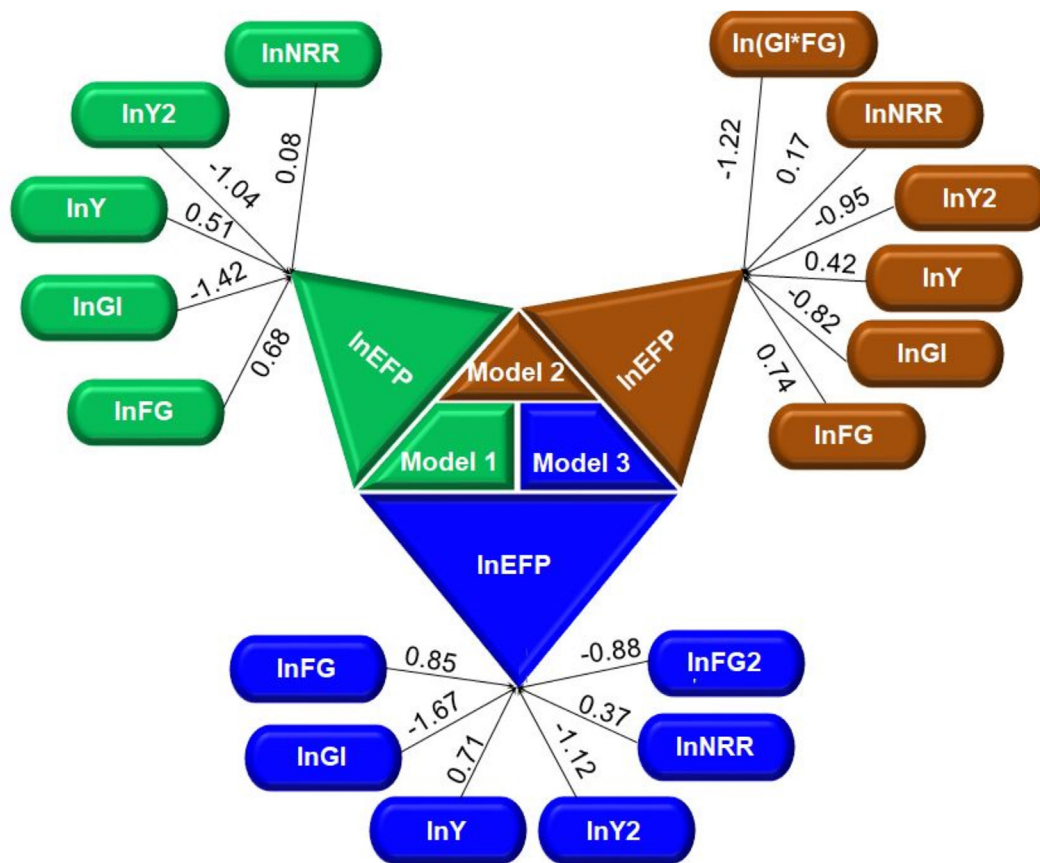 lnNRR
0.08
lnY2
-1.04
lnY
0.51
lnGI
-1.42
lnFG
0.68
lnEFP
Model 1
ln(GI*FG)
-1.22
lnNRR
0.17
lnY2
-0.95
lnY
0.42
lnGI
-0.82
lnFG
0.74
lnEFP
Model 2
Model 3
lnEFP
lnFG
0.85
lnGI
-1.67
lnY
0.71
lnY2
-1.12
lnNRR
0.37
lnFG2
-0.88